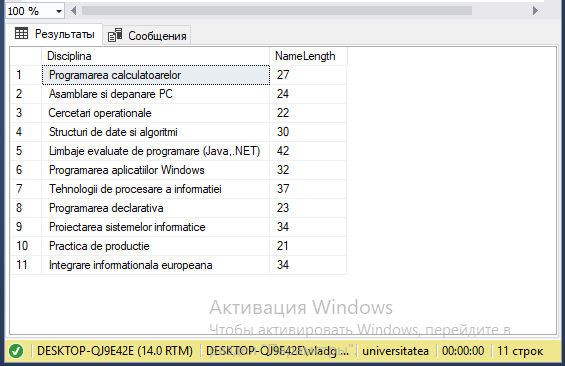 100 %
Результаты Сообщения
Disciplina NameLength
1 Programarea calculatoarelor 27
2 Asamblare si depanare PC 24
3 Cercetari operationale 22
4 Structuri de date si algoritmi 30
5 Limbaje evaluate de programare (Java,.NET) 42
6 Programarea aplicatiilor Windows 32
7 Tehnologii de procesare a informatiei 37
8 Programarea declarativa 23
9 Proiectarea sistemelor informatice 34
10 Practica de productie 21
11 Integrare informationala europeana 34
Активация Windows
Чтобы активировать Windows, перейдите в
раздел "Параметры".
DESKTOP-QJ9E42E (14.0 RTM) DESKTOP-QJ9E42E\vladg ... universitatea 00:00:00 11 строк